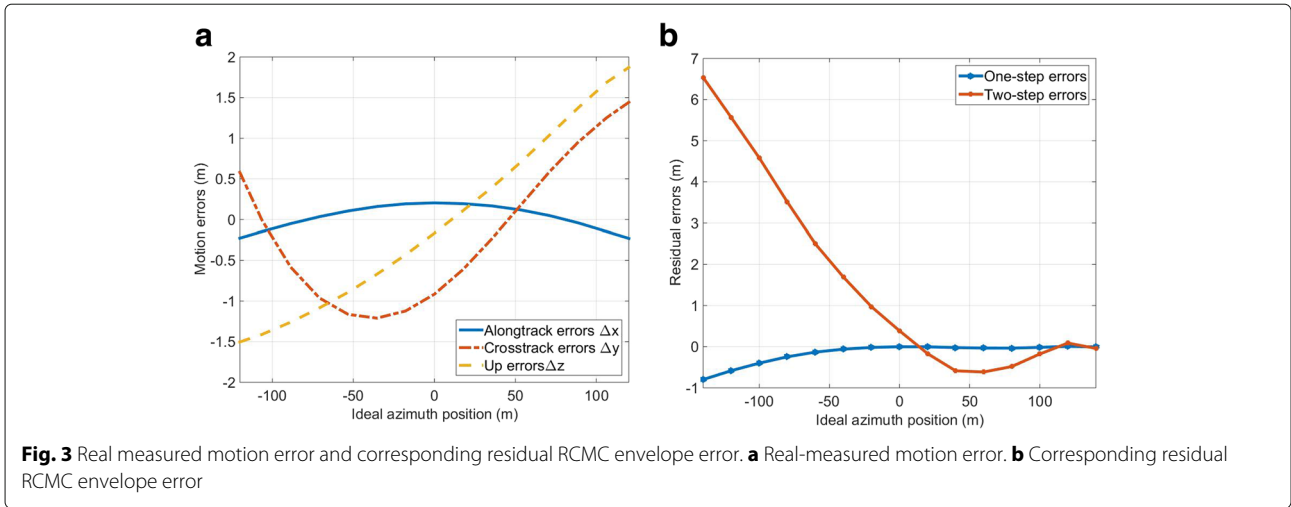 a
2
1.5
1
0.5
0
-0.5
-1
-1.5
-2
Motion errors (m)
-100
-50
0
50
100
Ideal azimuth position (m)
Alongtrack errors Δx
Crosstrack errors Δy
Up errorsΔz
b
7
6
5
4
3
2
1
0
-1
Residual errors (m)
-100
-50
0
50
100
Ideal azimuth position (m)
One-step errors
Two-step errors
Fig. 3 Real measured motion error and corresponding residual RCMC envelope error. a Real-measured motion error. b Corresponding residual
RCMC envelope error